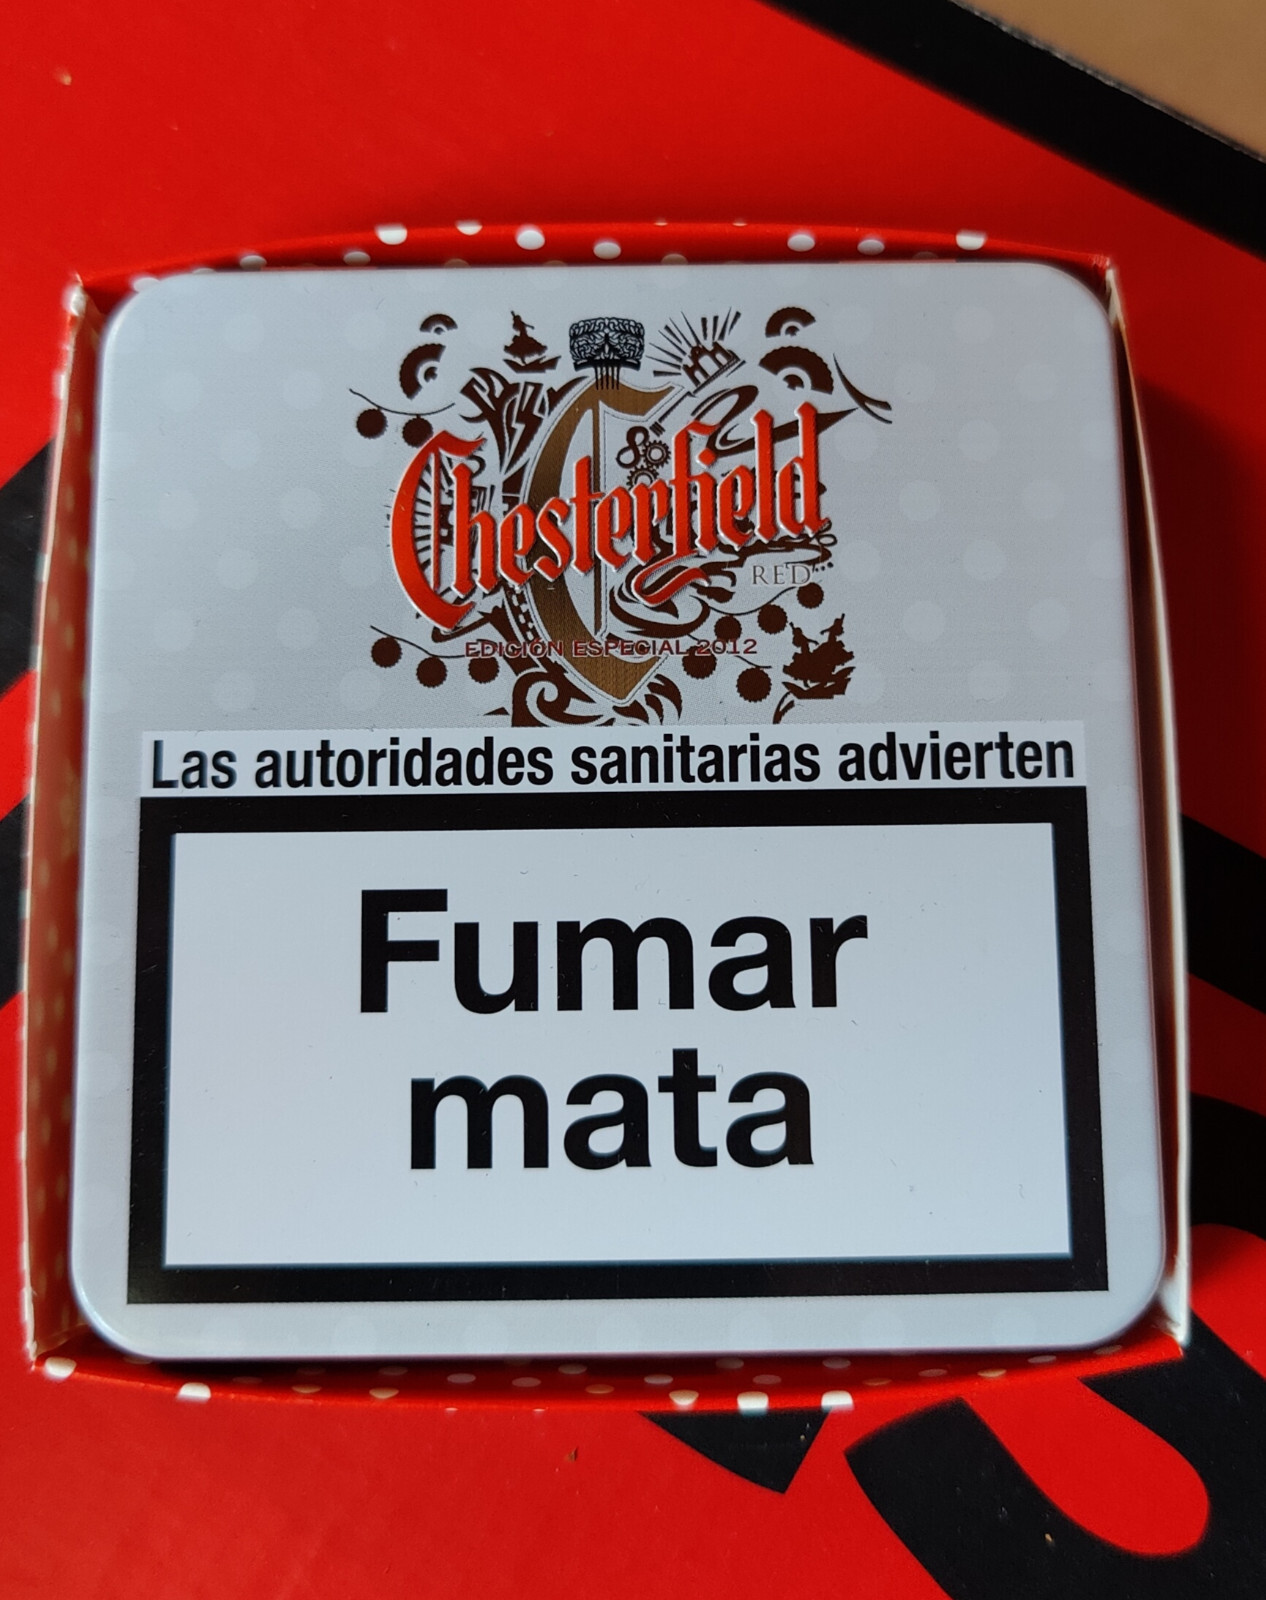 Chesterfield
RED
EDICIÓN ESPECIAL 2012
Las autoridades sanitarias advierten
Fumar
mata